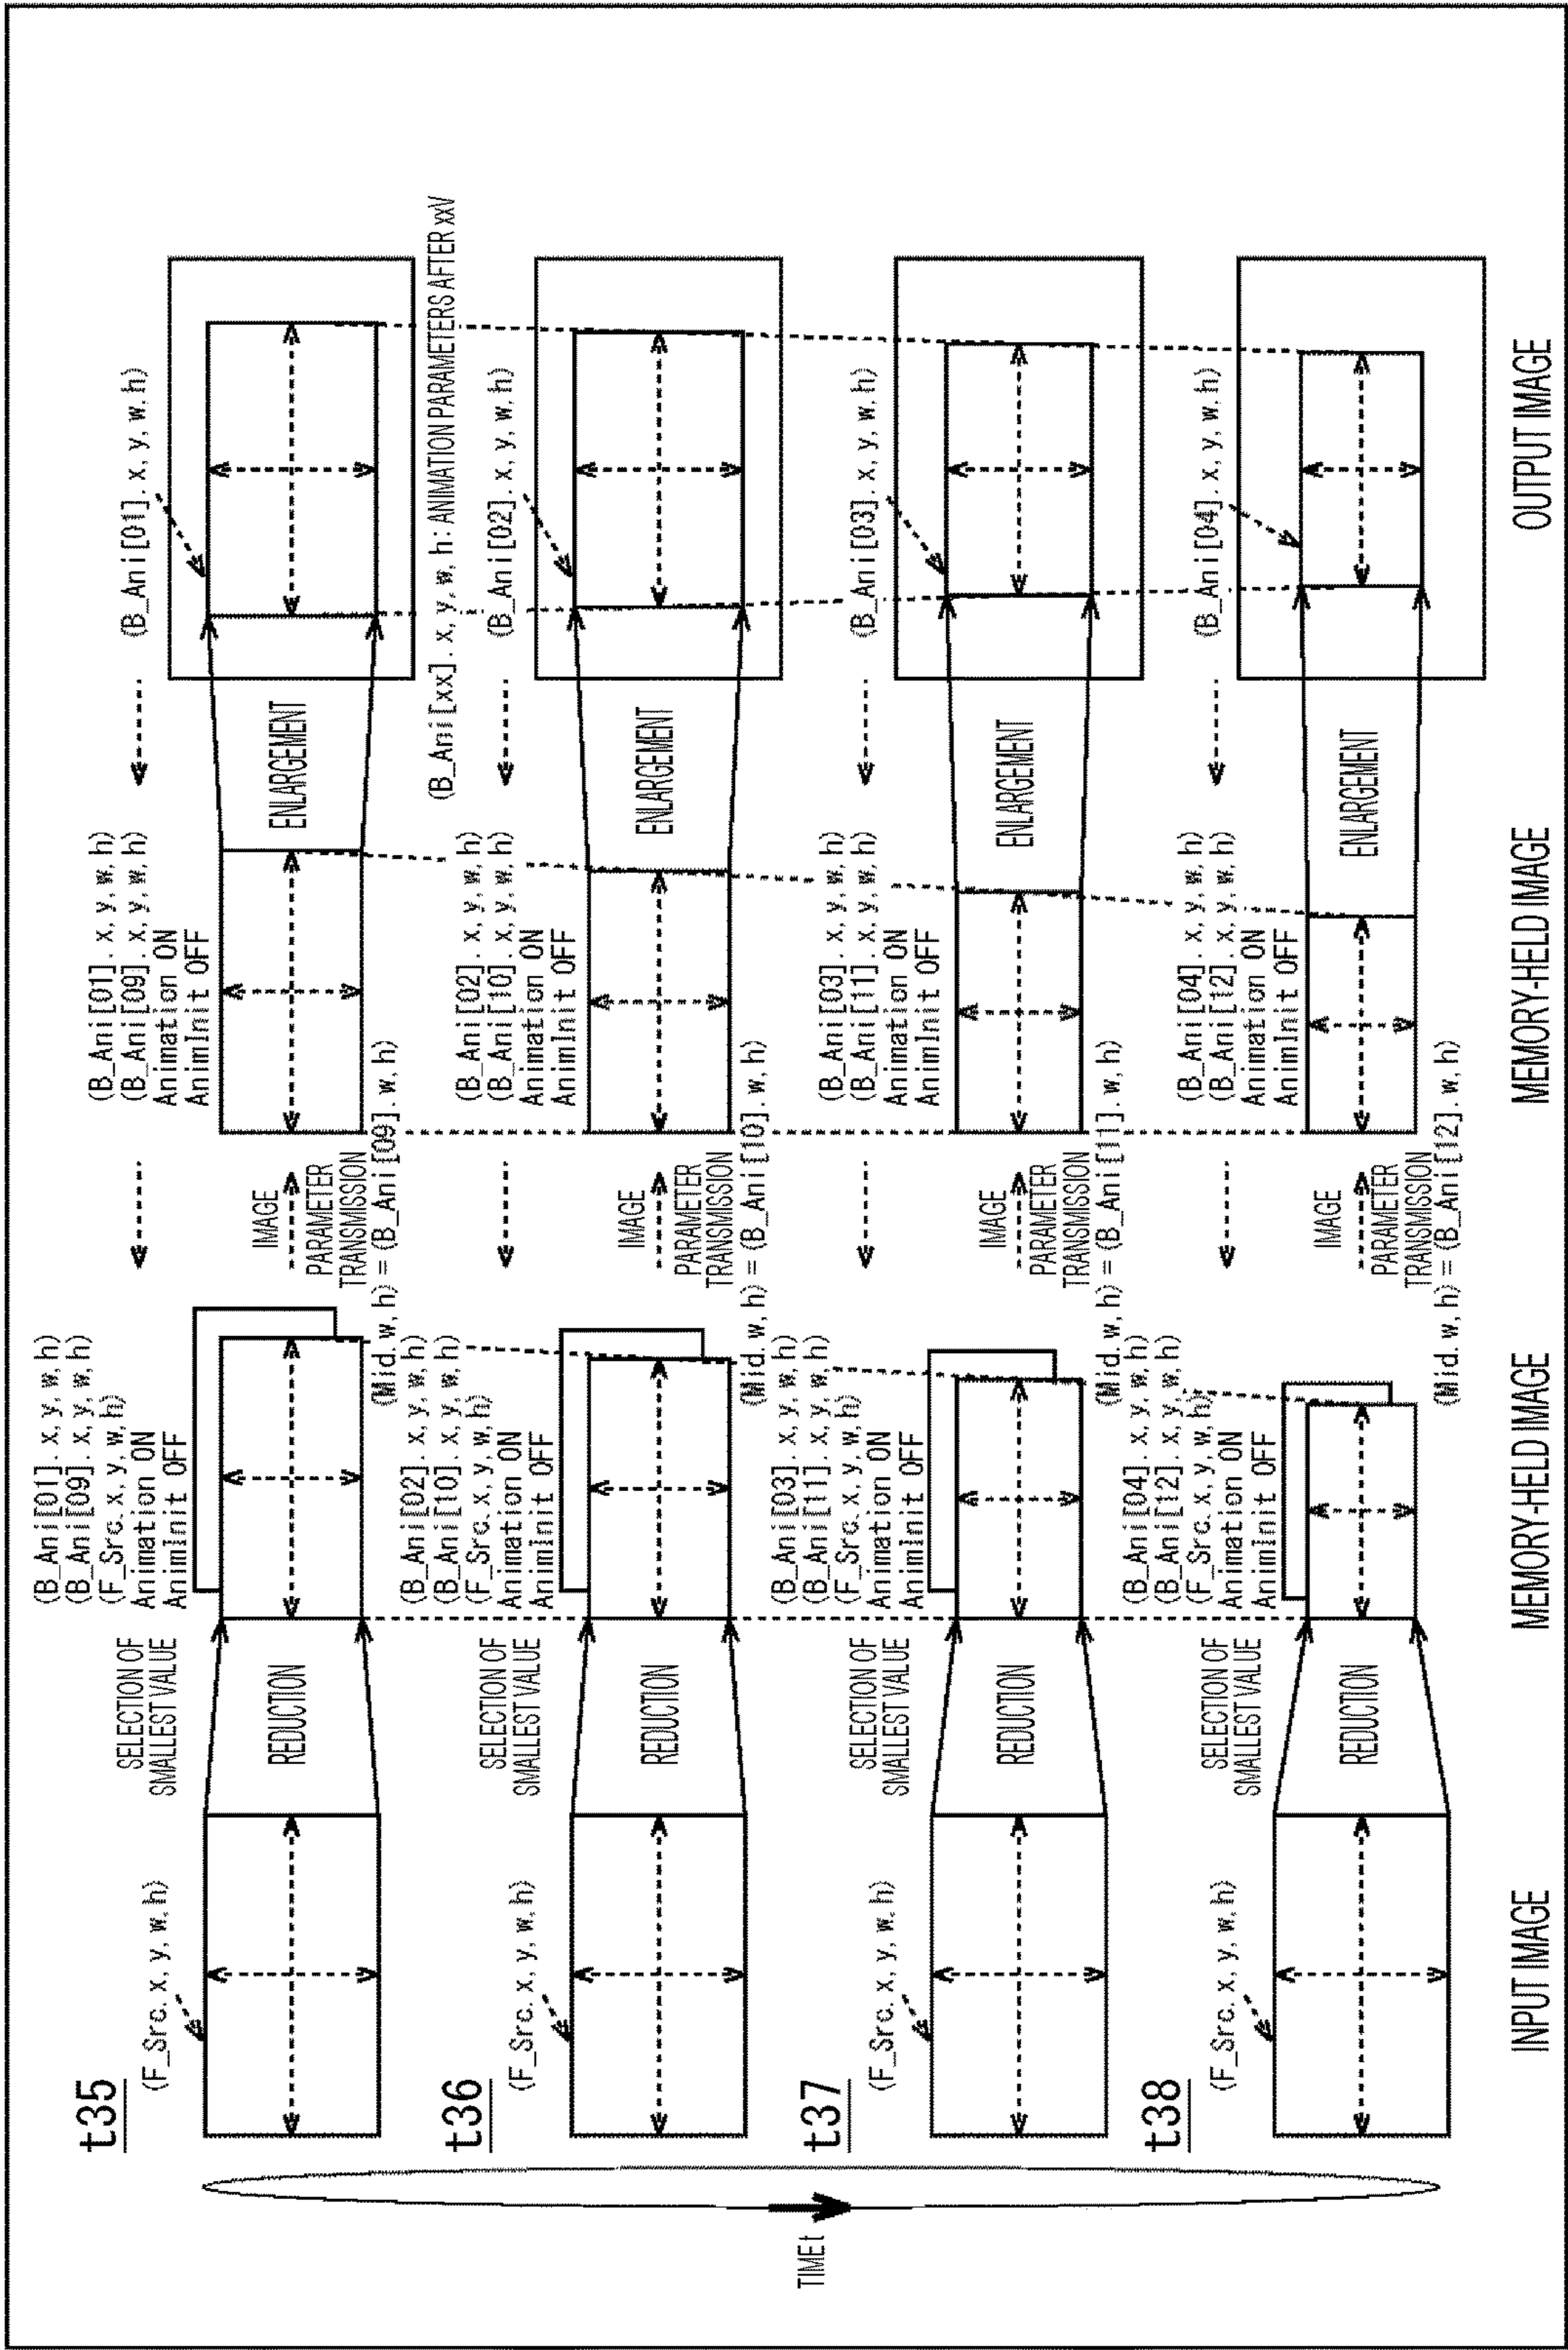 TIME t
t35
(F_Src. x, y, w, h)
SELECTION OF
SMALLEST VALUE
REDUCTION
(B_Ani[01]. x, y, w, h)
(B_Ani[09]. x, y, w, h)
(F_Src. x, y, w, h)
Animation ON
AnimInit OFF
IMAGE
PARAMETER
TRANSMISSION
(Mid. w, h) = (B_Ani[09]. w, h)
(B_Ani[01]. x, y, w, h)
(B_Ani[09]. x, y, w, h)
Animation ON
AnimInit OFF
ENLARGEMENT
(B_Ani[01]. x, y, w, h)
(B_Ani[xx]. x, y, w, h: ANIMATION PARAMETERS AFTER xxV
t36
(F_Src. x, y, w, h)
SELECTION OF
SMALLEST VALUE
REDUCTION
(B_Ani[02]. x, y, w, h)
(B_Ani[10]. x, y, w, h)
(F_Src. x, y, w, h)
Animation ON
AnimInit OFF
IMAGE
PARAMETER
TRANSMISSION
(Mid. w, h) = (B_Ani[10]. w, h)
(B_Ani[02]. x, y, w, h)
(B_Ani[10]. x, y, w, h)
Animation ON
AnimInit OFF
ENLARGEMENT
(B_Ani[02]. x, y, w, h)
t37
(F_Src. x, y, w, h)
SELECTION OF
SMALLEST VALUE
REDUCTION
(B_Ani[03]. x, y, w, h)
(B_Ani[11]. x, y, w, h)
(F_Src. x, y, w, h)
Animation ON
AnimInit OFF
IMAGE
PARAMETER
TRANSMISSION
(Mid. w, h) = (B_Ani[11]. w, h)
(B_Ani[03]. x, y, w, h)
(B_Ani[11]. x, y, w, h)
Animation ON
AnimInit OFF
ENLARGEMENT
(B_Ani[03]. x, y, w, h)
t38
(F_Src. x, y, w, h)
SELECTION OF
SMALLEST VALUE
REDUCTION
(B_Ani[04]. x, y, w, h)
(B_Ani[12]. x, y, w, h)
(F_Src. x, y, w, h)
Animation ON
AnimInit OFF
IMAGE
PARAMETER
TRANSMISSION
(Mid. w, h) = (B_Ani[12]. w, h)
(B_Ani[04]. x, y, w, h)
(B_Ani[12]. x, y, w, h)
Animation ON
AnimInit OFF
ENLARGEMENT
(B_Ani[04]. x, y, w, h)
INPUT IMAGE
MEMORY-HELD IMAGE
MEMORY-HELD IMAGE
OUTPUT IMAGE